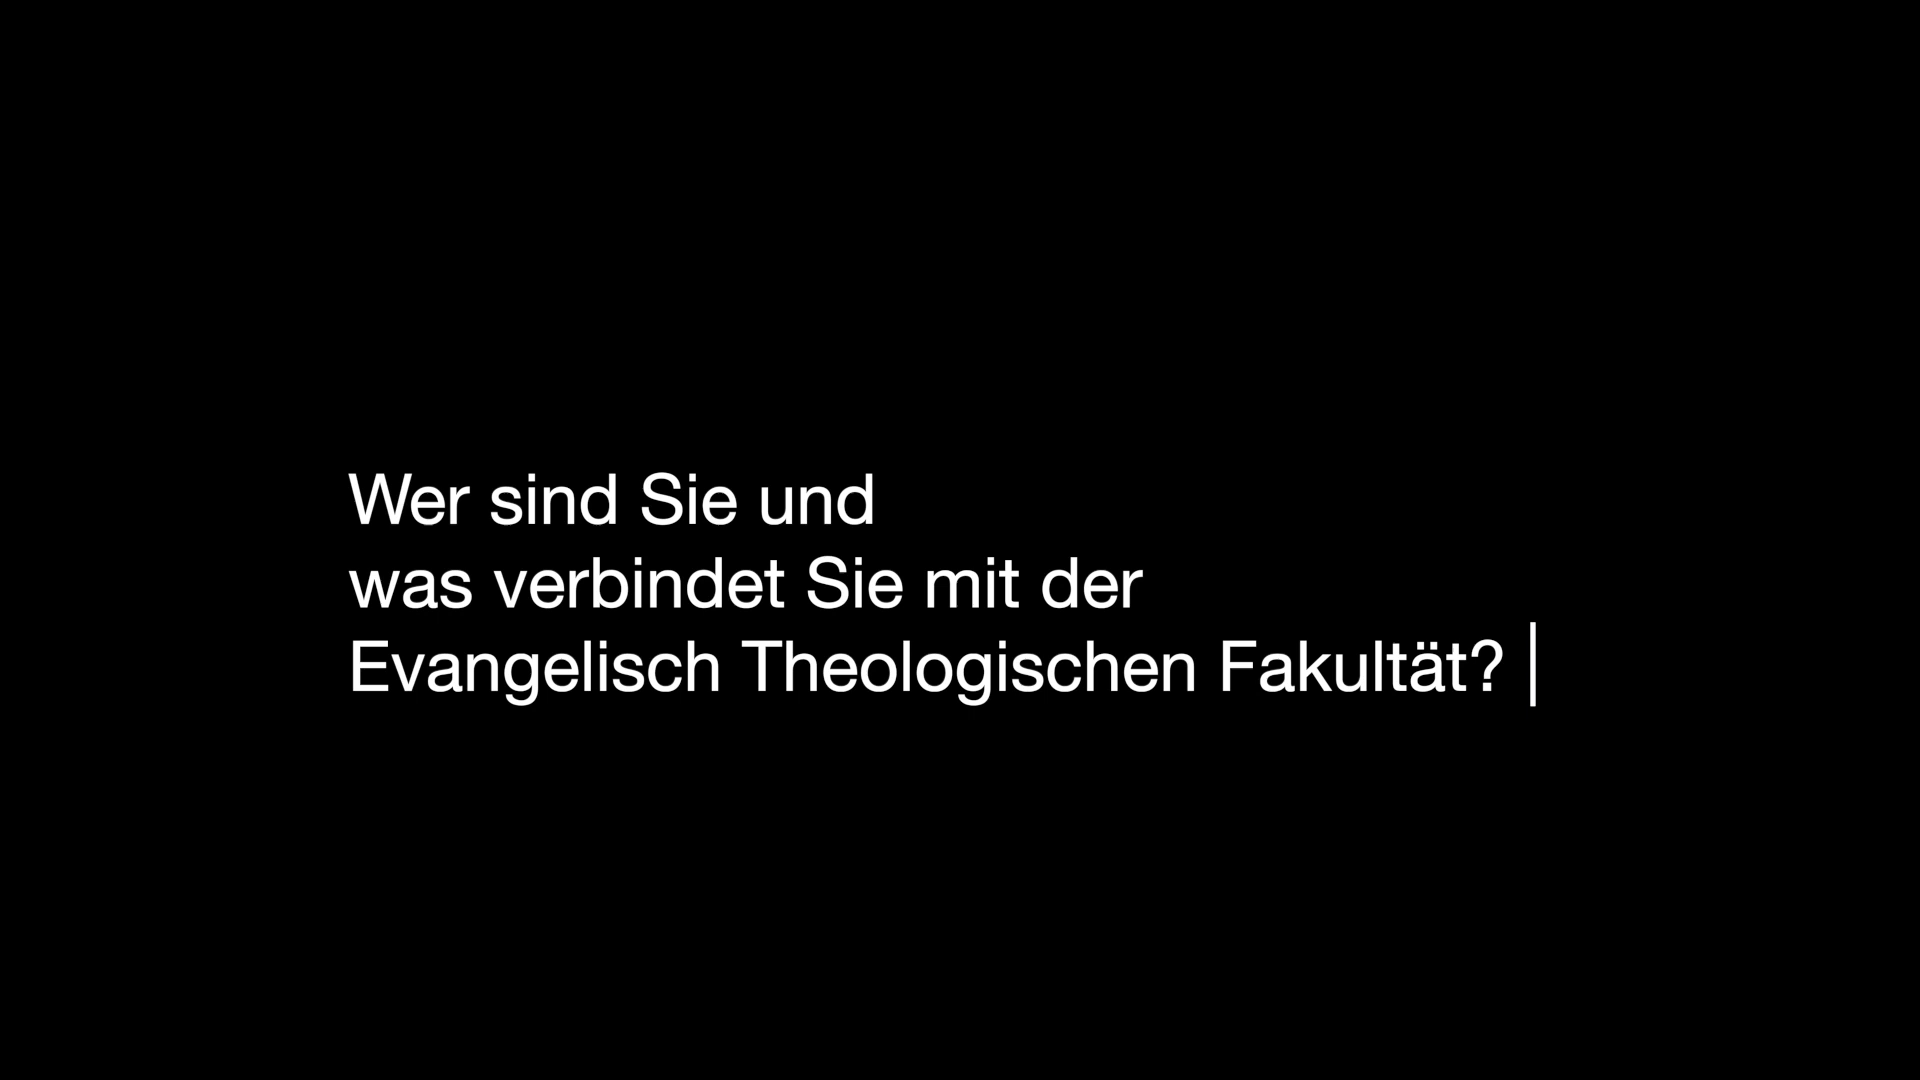 Wer sind Sie und
was verbindet Sie mit der
Evangelisch Theologischen Fakultät?